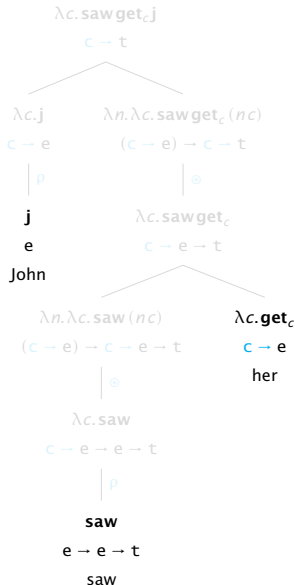 λc. saw get_c j
c → t
λc. j
λn. λc. saw get_c (n c)
c → e
(c → e) → c → t
ρ
⊛
j
λc. saw get_c
e
c → e → t
John
λn. λc. saw (n c)
λc. get_c
(c → e) → c → e → t
c → e
her
⊛
λc. saw
c → e → e → t
ρ
saw
e → e → t
saw